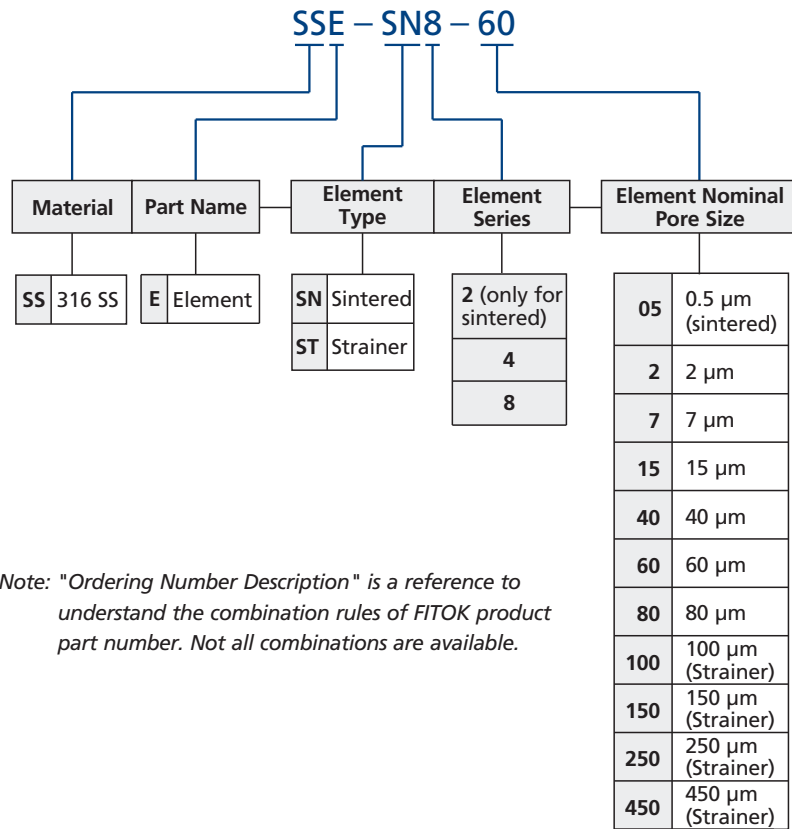 SSE – SN8 – 60
Material
Part Name
Element
Type
Element
Series
Element Nominal
Pore Size
SS 316 SS
E Element
SN Sintered
ST Strainer
2 (only for
sintered)
4
8
05 0.5 µm
(sintered)
2 2 µm
7 7 µm
15 15 µm
40 40 µm
60 60 µm
80 80 µm
100 100 µm
(Strainer)
150 150 µm
(Strainer)
250 250 µm
(Strainer)
450 450 µm
(Strainer)
Note: "Ordering Number Description" is a reference to
understand the combination rules of FITOK product
part number. Not all combinations are available.